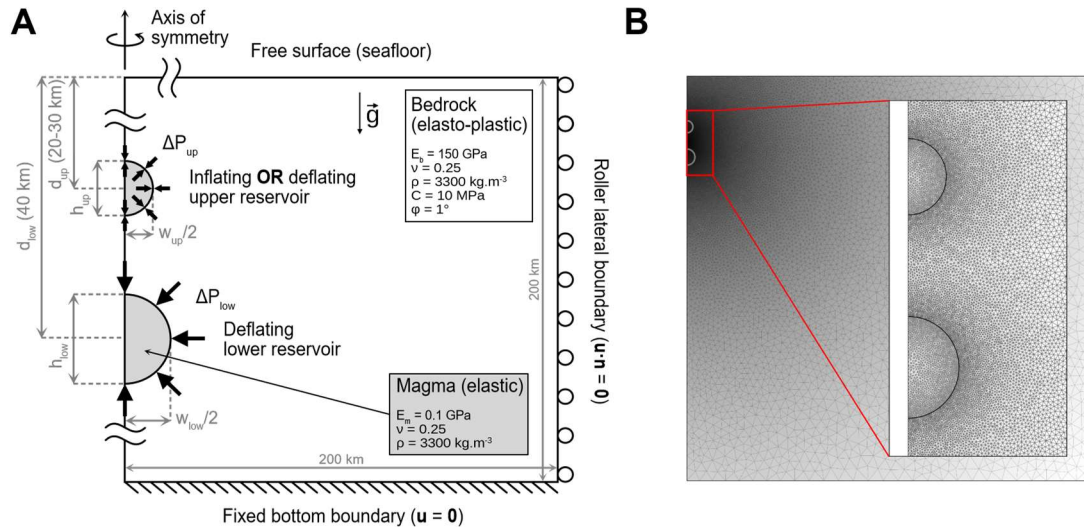 A
Axis of
symmetry
Free surface (seafloor)
g
Bedrock
(elasto-plastic)
E_b = 150 GPa
ν = 0.25
ρ = 3300 kg.m⁻³
C = 10 MPa
φ = 1°
d_up (20-30 km)
d_low (40 km)
ΔP_up
Inflating OR deflating
upper reservoir
h_up
w_up/2
ΔP_low
Deflating
lower reservoir
h_low
w_low/2
Magma (elastic)
E_m = 0.1 GPa
ν = 0.25
ρ = 3300 kg.m⁻³
200 km
200 km
Roller lateral boundary (u·n = 0)
Fixed bottom boundary (u = 0)
B